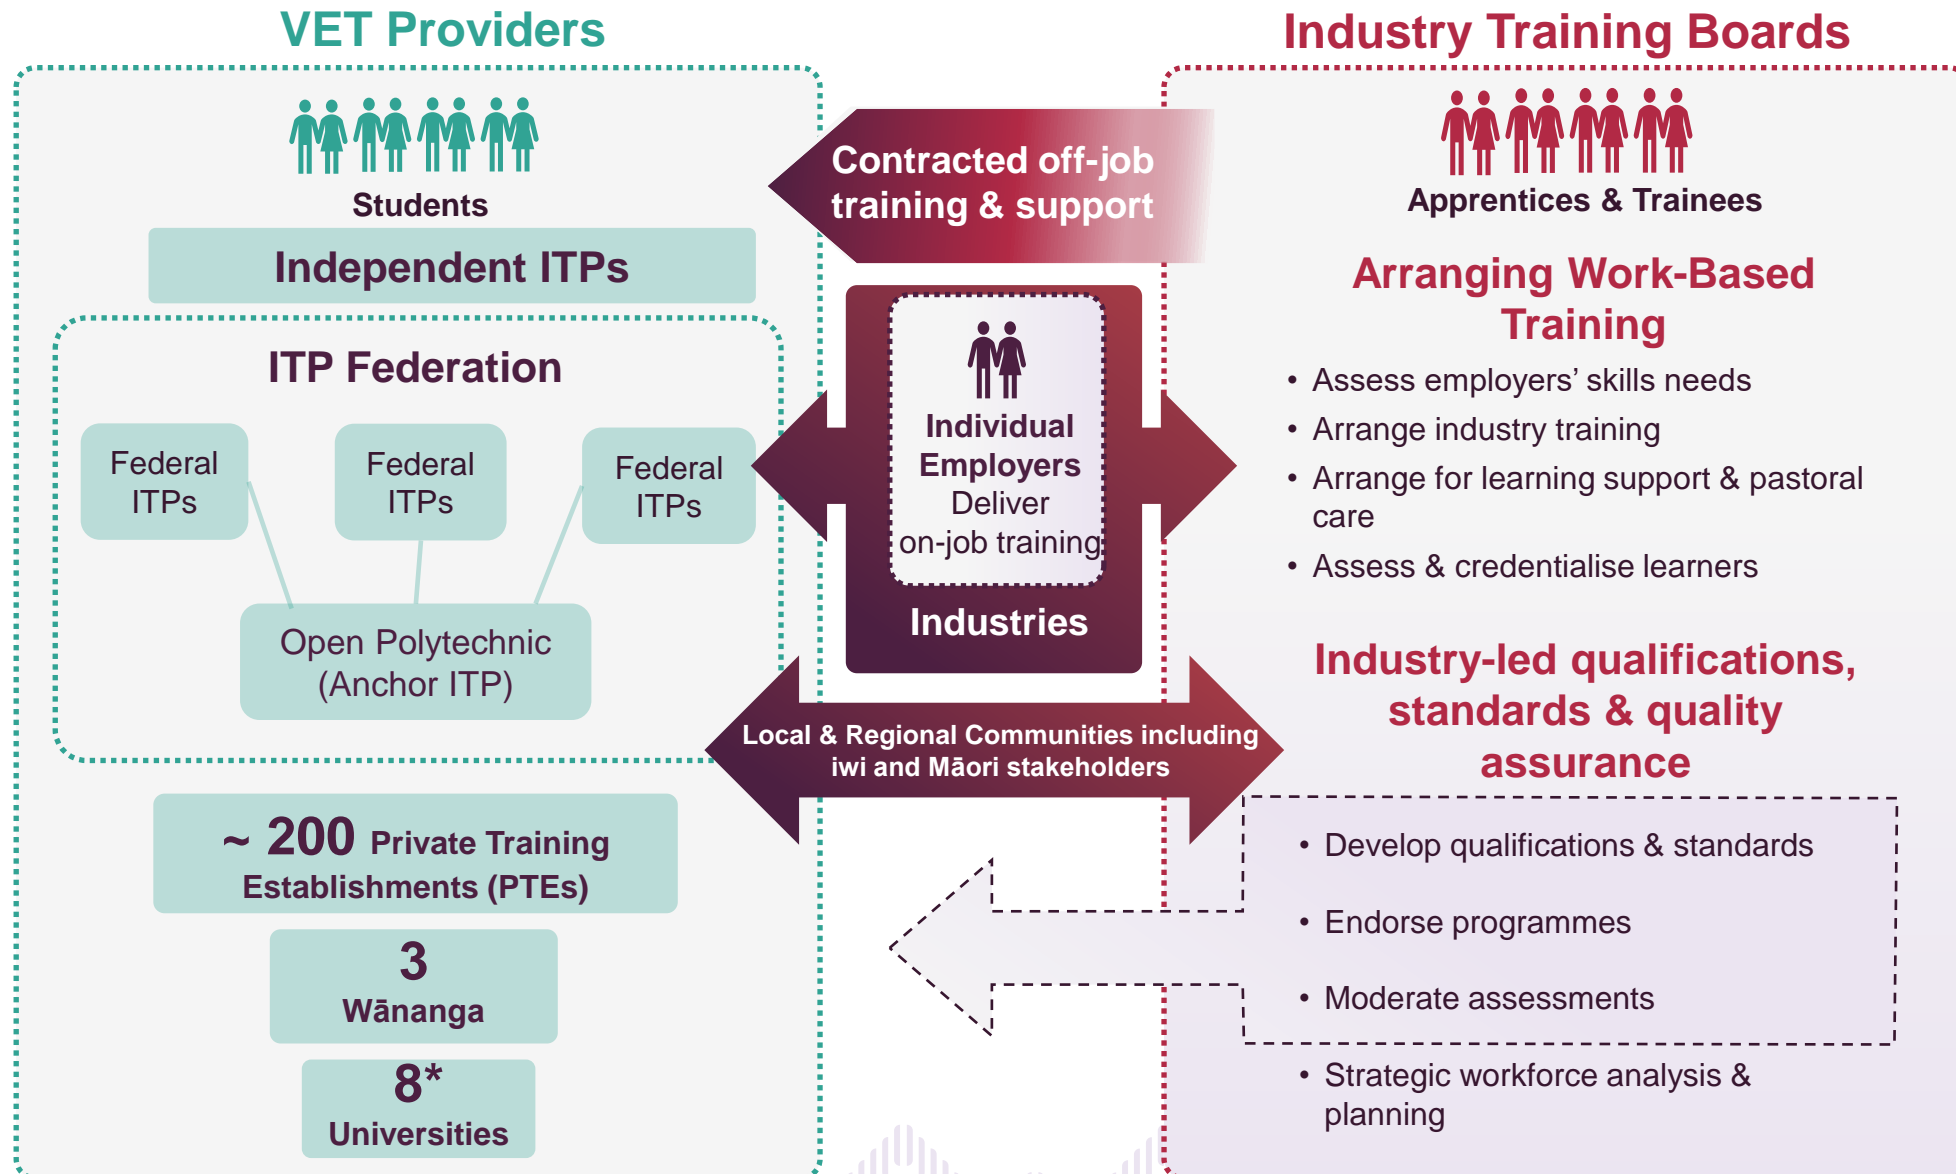 VET Providers
Students
Independent ITPs
ITP Federation
Federal
ITPs
Federal
ITPs
Federal
ITPs
Open Polytechnic
(Anchor ITP)
~ 200 Private Training
Establishments (PTEs)
3
Wānanga
8*
Universities
Contracted off-job
training & support
Individual
Employers
Deliver
on-job training
Industries
Local & Regional Communities including
iwi and Māori stakeholders
Industry Training Boards
Apprentices & Trainees
Arranging Work-Based
Training
• Assess employers’ skills needs
• Arrange industry training
• Arrange for learning support & pastoral
care
• Assess & credentialise learners
Industry-led qualifications,
standards & quality
assurance
• Develop qualifications & standards
• Endorse programmes
• Moderate assessments
• Strategic workforce analysis &
planning